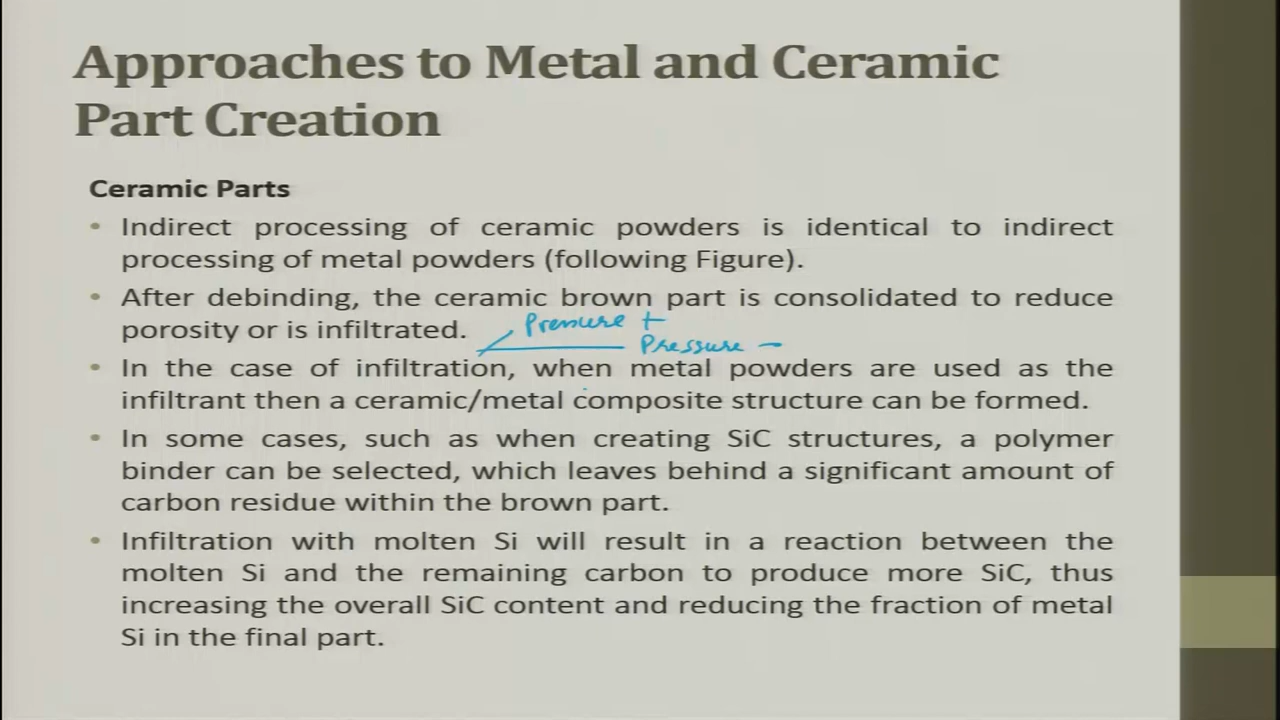 Approaches to Metal and Ceramic
Part Creation
Ceramic Parts
• Indirect processing of ceramic powders is identical to indirect
processing of metal powders (following Figure).
• After debinding, the ceramic brown part is consolidated to reduce
porosity or is infiltrated.
Pressure +
Pressure –
• In the case of infiltration, when metal powders are used as the
infiltrant then a ceramic/metal composite structure can be formed.
• In some cases, such as when creating SiC structures, a polymer
binder can be selected, which leaves behind a significant amount of
carbon residue within the brown part.
• Infiltration with molten Si will result in a reaction between the
molten Si and the remaining carbon to produce more SiC, thus
increasing the overall SiC content and reducing the fraction of metal
Si in the final part.